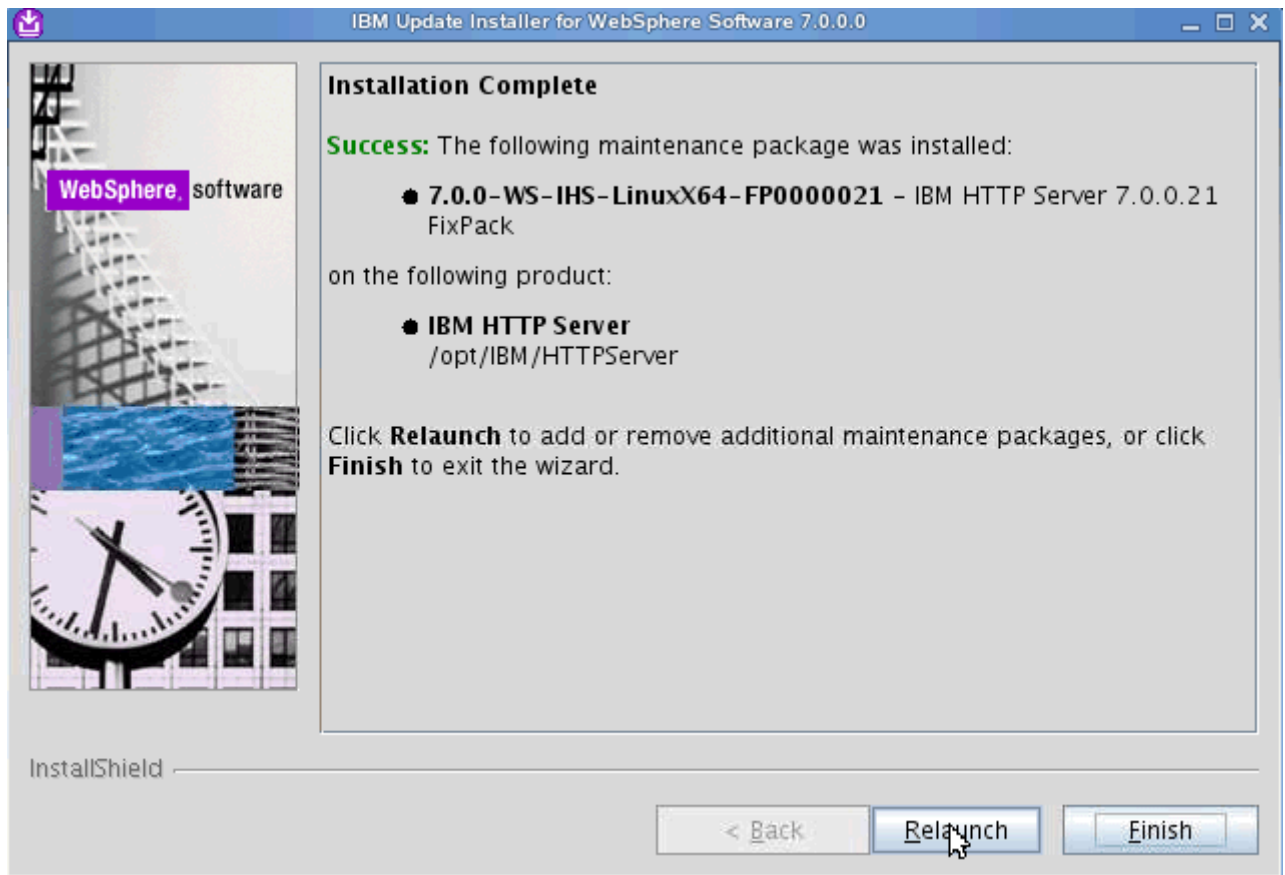 IBM Update Installer for WebSphere Software 7.0.0.0
WebSphere. software
Installation Complete
Success: The following maintenance package was installed:
● 7.0.0-WS-IHS-LinuxX64-FP0000021 - IBM HTTP Server 7.0.0.21
FixPack
on the following product:
● IBM HTTP Server
/opt/IBM/HTTPServer
Click Relaunch to add or remove additional maintenance packages, or click
Finish to exit the wizard.
InstallShield
< Back
Relaunch
Finish